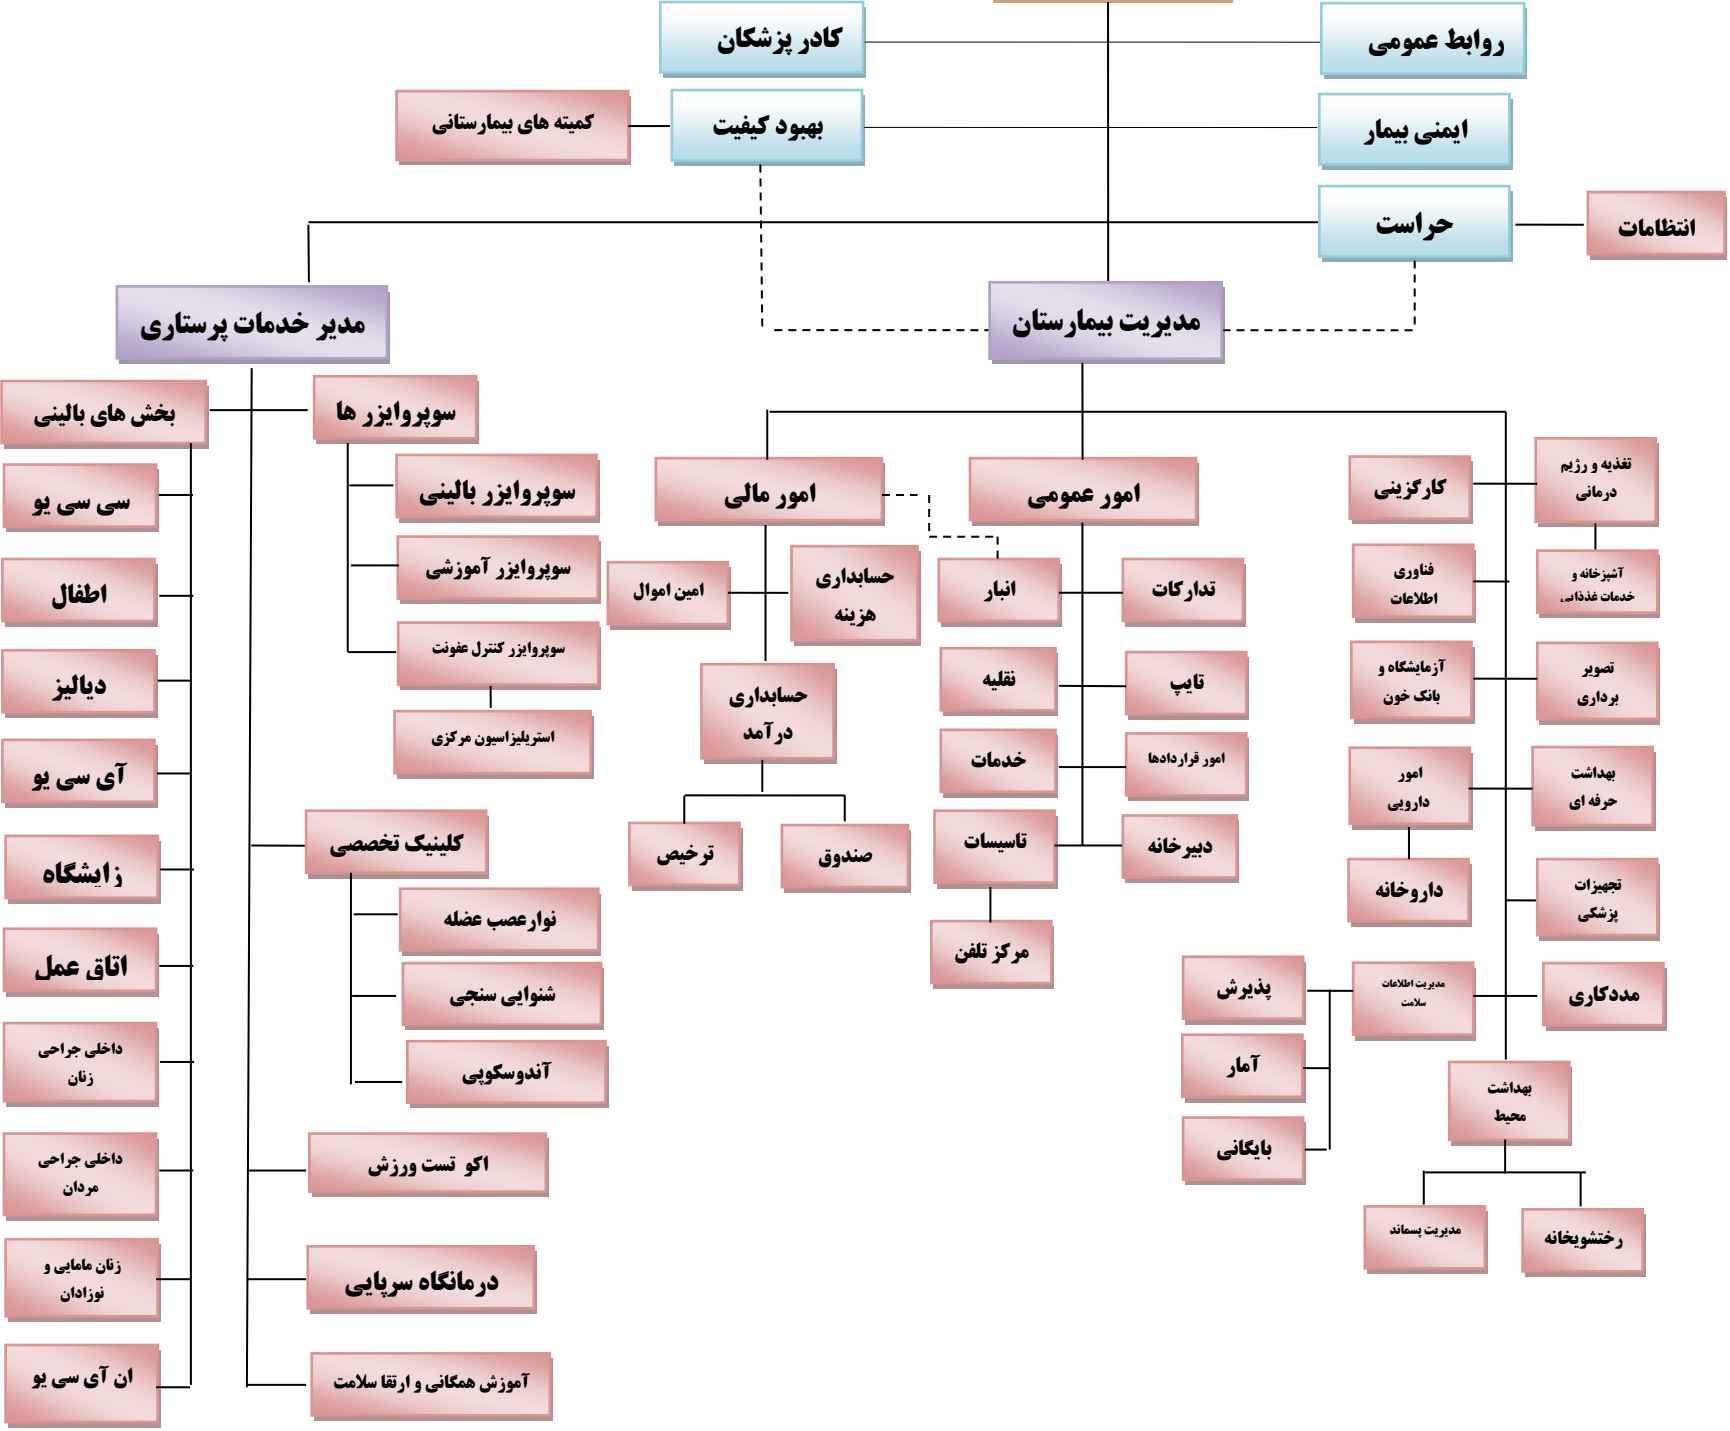 روابط عمومی
کادر پزشکان
ایمنی بیمار
بهبود کیفیت
کمیته های بیمارستانی
انتظامات
حراست
مدیریت بیمارستان
مدیر خدمات پرستاری
امور عمومی
امور مالی
تغذیه و رژیم
درمانی
کارگزینی
آشپزخانه و
خدمات غذذایی
فناوری
اطلاعات
تصویر
برداری
آزمایشگاه و
بانک خون
بهداشت
حرفه ای
امور
دارویی
تجهیزات
پزشکی
داروخانه
مددکاری
مدیریت اطلاعات
سلامت
پذیرش
آمار
بایگانی
بهداشت
محیط
رختشویخانه
مدیریت پسماند
تدارکات
انبار
تایپ
نقلیه
امور قراردادها
خدمات
دبیرخانه
تاسیسات
مرکز تلفن
حسابداری
هزینه
امین اموال
حسابداری
درآمد
صندوق
ترخیص
سوپروایزر ها
سوپروایزر بالینی
سوپروایزر آموزشی
سوپروایزر کنترل عفونت
استریلیزاسیون مرکزی
کلینیک تخصصی
نوارعصب عضله
شنوایی سنجی
آندوسکوپی
اکو تست ورزش
درمانگاه سرپایی
آموزش همگانی و ارتقا سلامت
بخش های بالینی
سی سی یو
اطفال
دیالیز
آی سی یو
زایشگاه
اتاق عمل
داخلی جراحی
زنان
داخلی جراحی
مردان
زنان مامایی و
نوزادان
ان آی سی یو